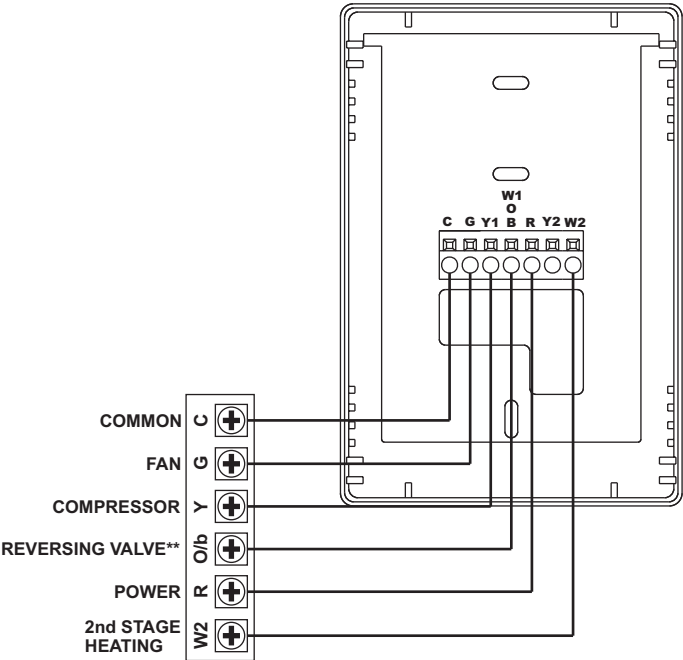 W1
O
C G Y1 B R Y2 W2
COMMON C
FAN G
COMPRESSOR Y
REVERSING VALVE** O/b
POWER R
2nd STAGE
HEATING W2